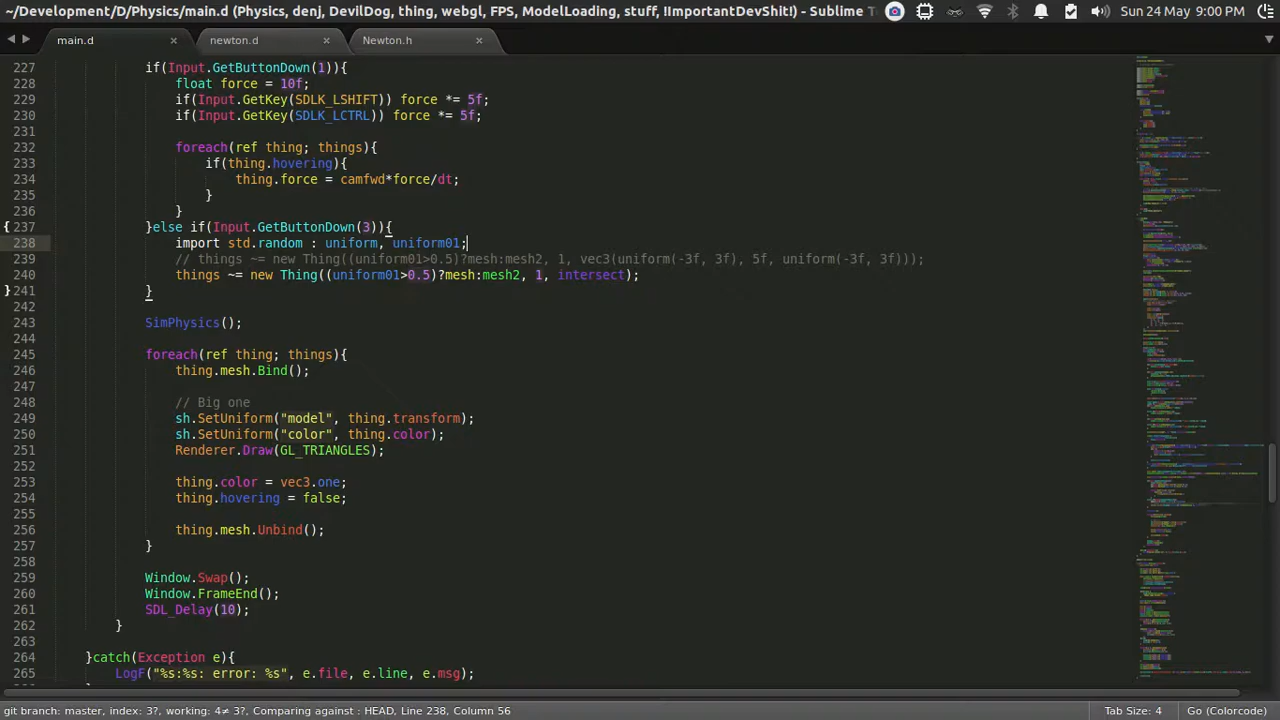 ~/Development/D/Physics/main.d (Physics, denj, DevilDog, thing, webgl, FPS, ModelLoading, stuff, !ImportantDevShit!) - Sublime T
Sun 24 May 9:00 PM
main.d × newton.d × Newton.h ×
227 if(Input.GetButtonDown(1)){
228 float force = 10f;
229 if(Input.GetKey(SDLK_LSHIFT)) force *= 5f;
230 if(Input.GetKey(SDLK_LCTRL)) force *= 5f;
231
232 foreach(ref thing; things){
233 if(thing.hovering){
234 thing.force = camfwd*force/dt;
235 }
236 }
237 }else if(Input.GetButtonDown(3)){
238 import std.random : uniform, uniform01;
239 // things ~= new Thing((uniform01>0.5)?mesh:mesh2, 1, vec3(uniform(-3f, 3f), 5f, uniform(-3f, 3f)));
240 things ~= new Thing((uniform01>0.5)?mesh:mesh2, 1, intersect);
241 }
242
243 SimPhysics();
244
245 foreach(ref thing; things){
246 thing.mesh.Bind();
247
248 // Big one
249 sh.SetUniform("model", thing.transform);
250 sh.SetUniform("color", thing.color);
251 Renderer.Draw(GL_TRIANGLES);
252
253 thing.color = vec3.one;
254 thing.hovering = false;
255
256 thing.mesh.Unbind();
257 }
258
259 Window.Swap();
260 Window.FrameEnd();
261 SDL_Delay(10);
262 }
263
264 }catch(Exception e){
265 LogF("%s:%s: error: %s", e.file, e.line, e.msg);
git branch: master, index: 3?, working: 4≠ 3?, Comparing against : HEAD, Line 238, Column 56
Tab Size: 4 Go (Colorcode)